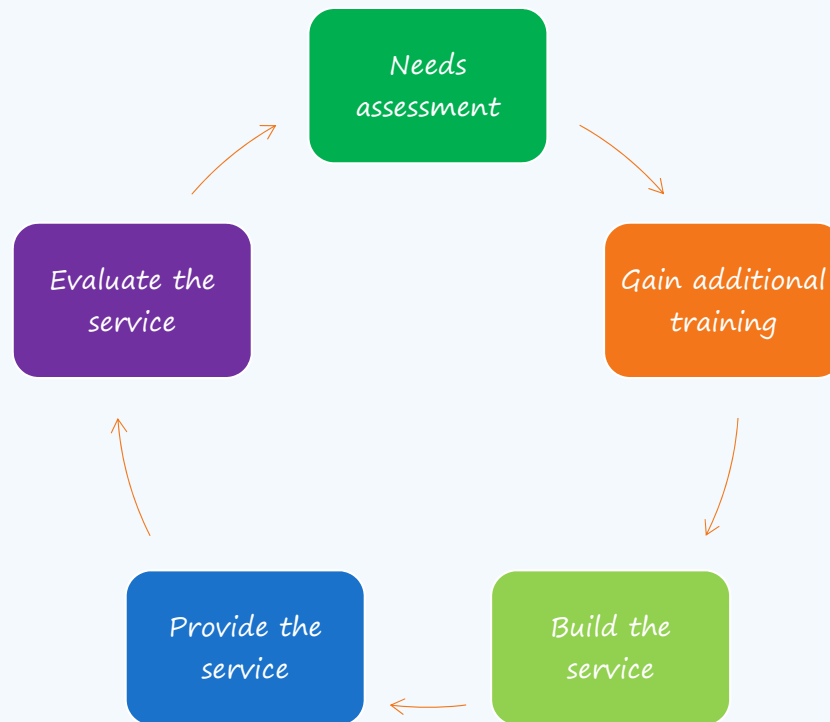 Needs
assessment
Gain additional
training
Build the
service
Provide the
service
Evaluate the
service